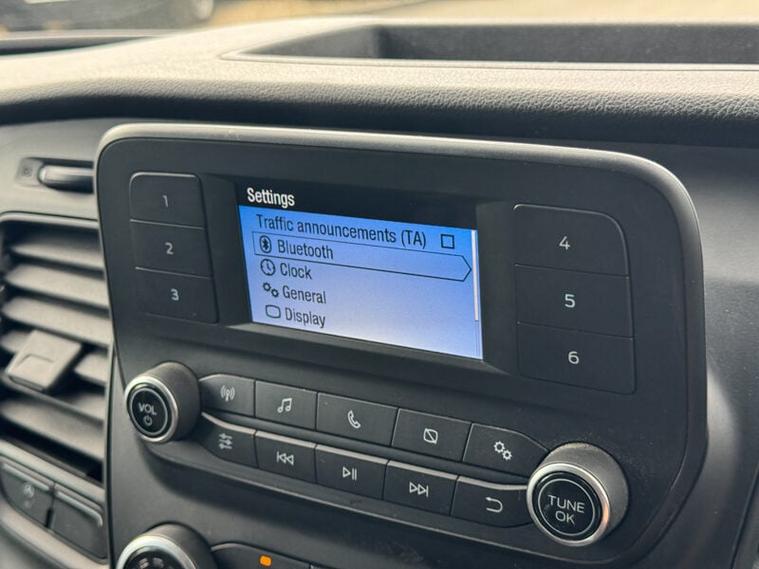 Settings
Traffic announcements (TA)
Bluetooth
Clock
General
Display
1
2
3
4
5
6
VOL
TUNE
OK